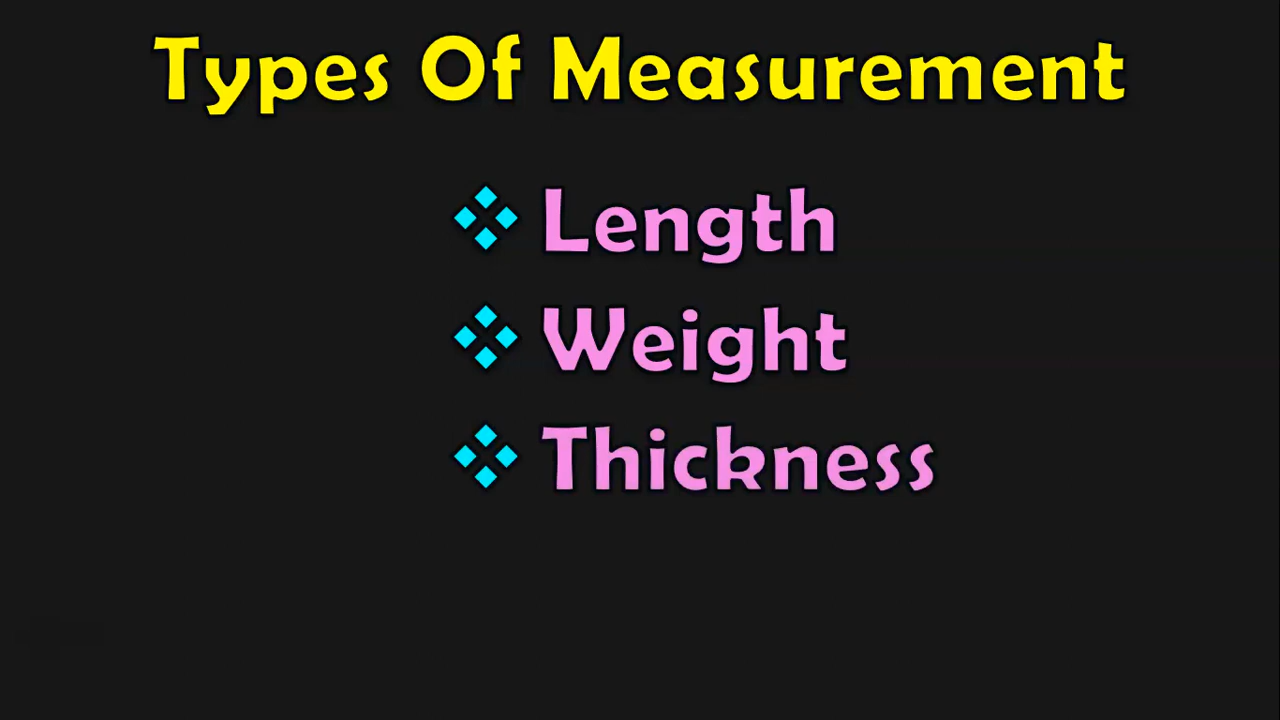 Types Of Measurement
❖ Length
❖ Weight
❖ Thickness